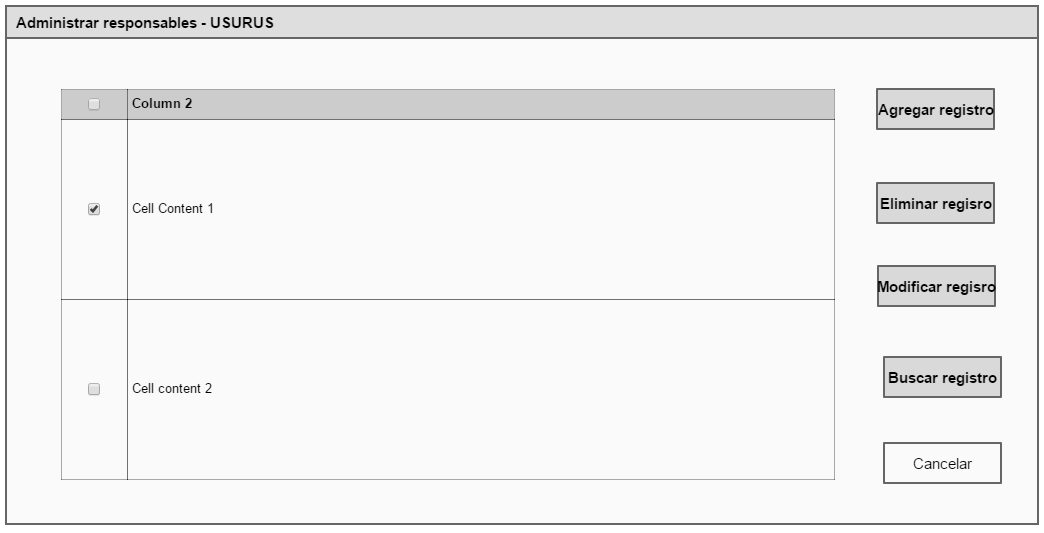 Administrar responsables - USURUS
Column 2
Cell Content 1
Cell content 2
Agregar registro
Eliminar regisro
Modificar regisro
Buscar registro
Cancelar